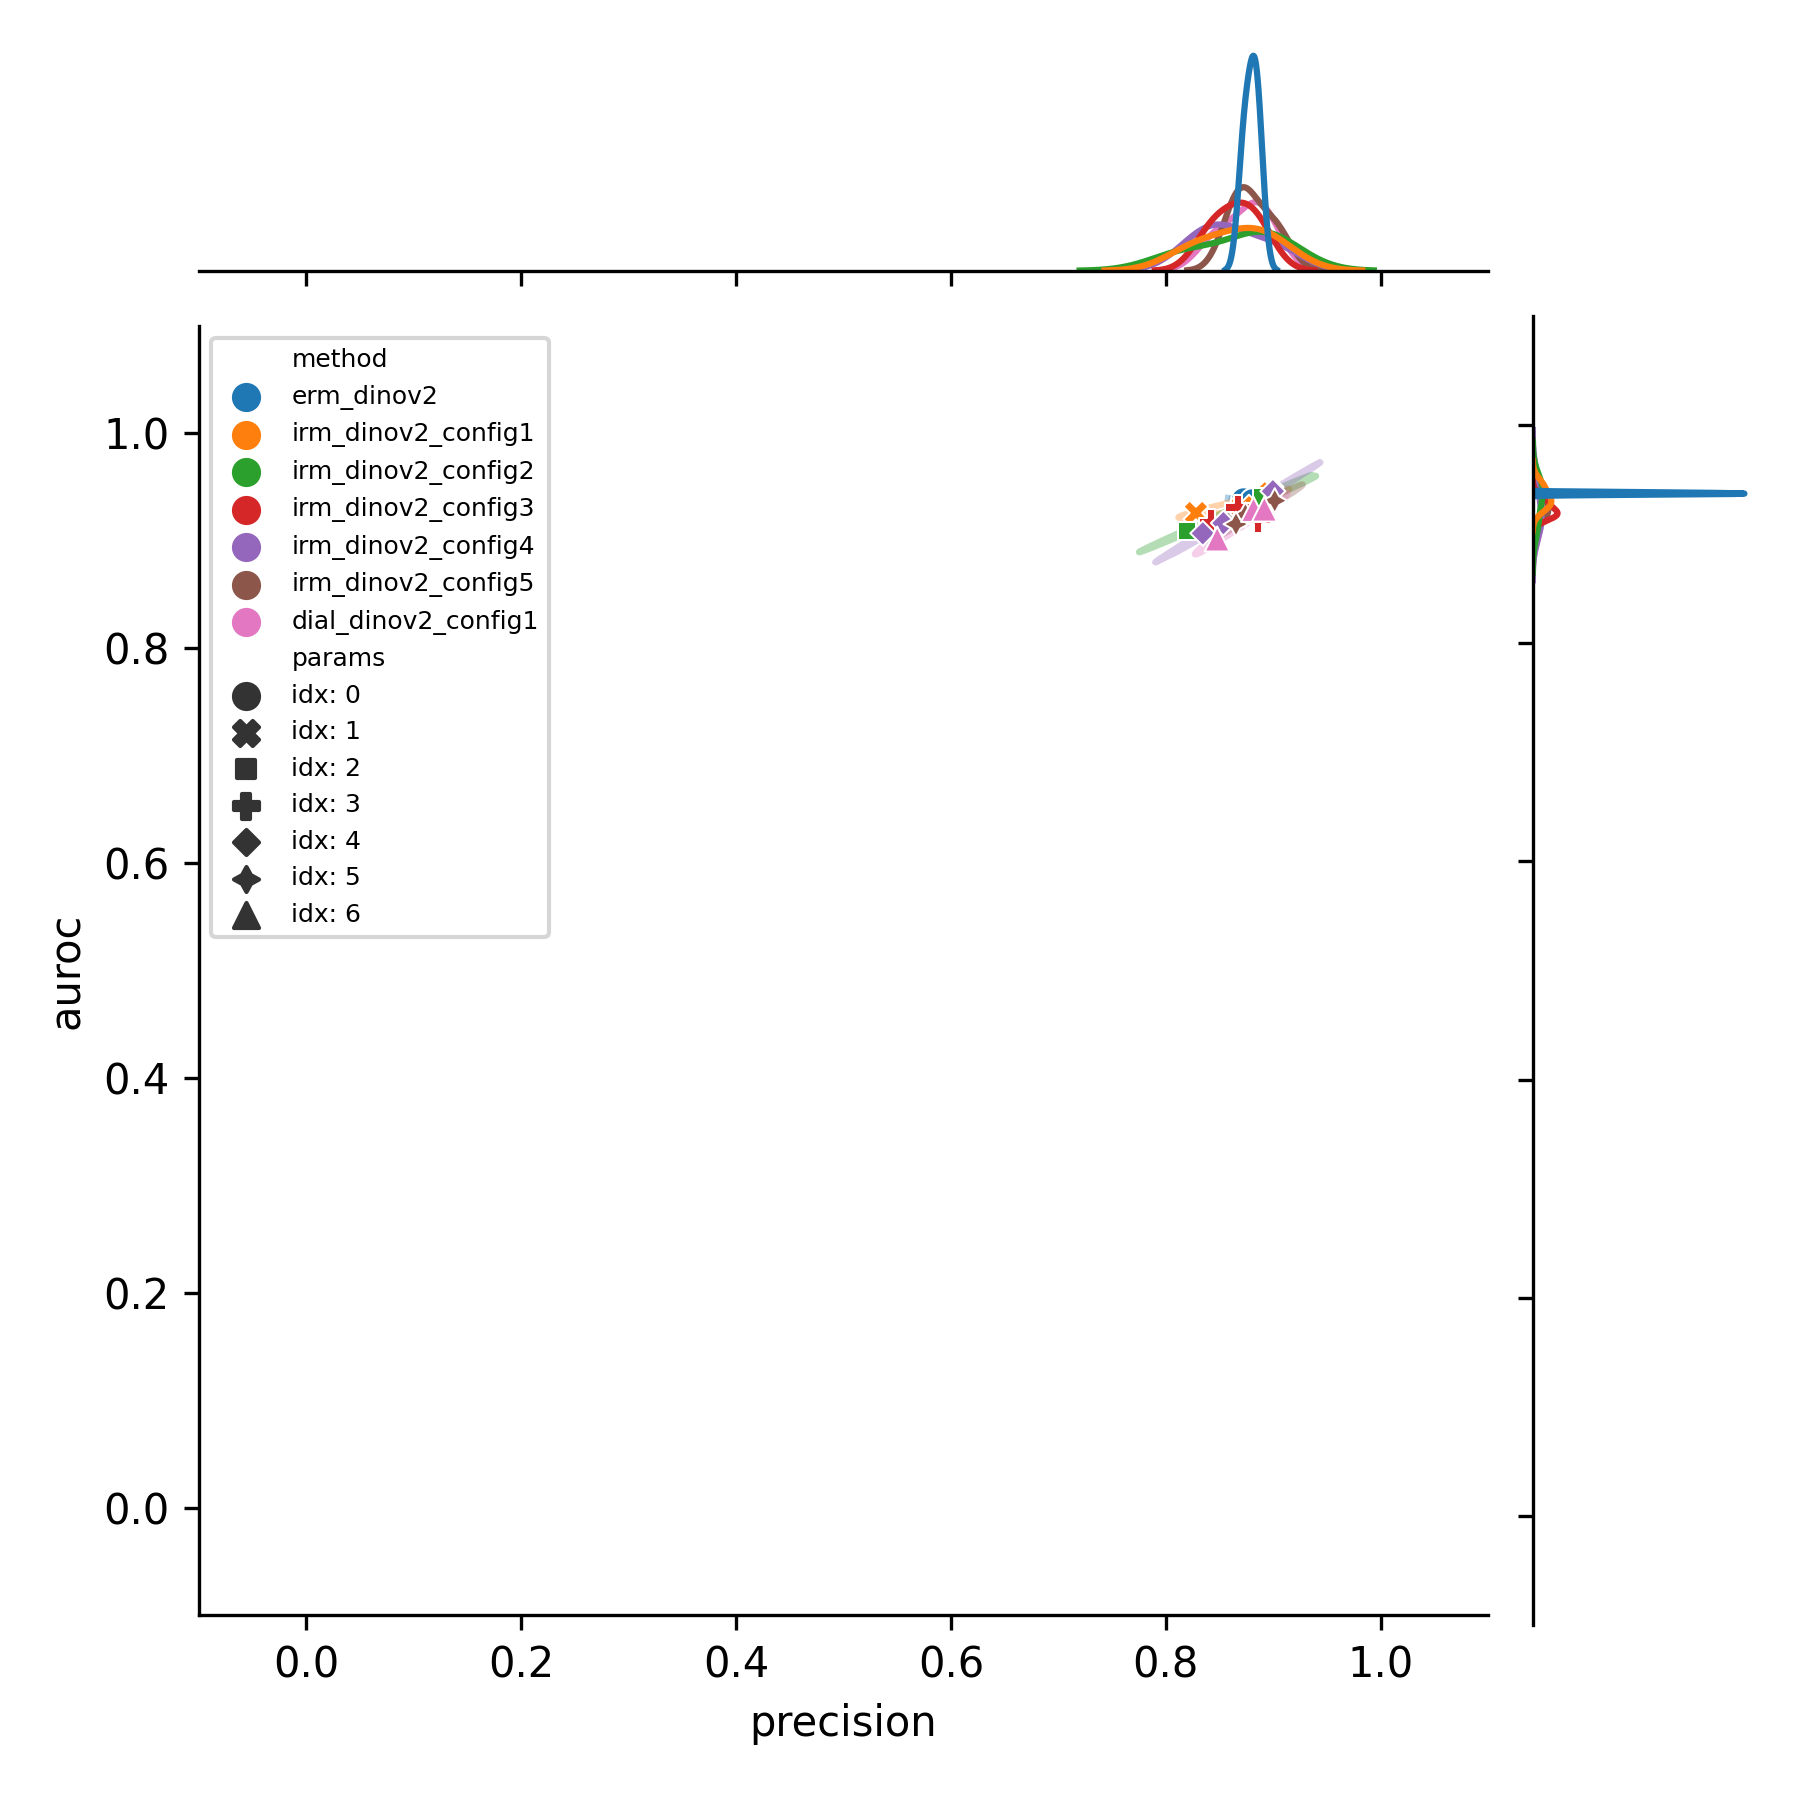 method
erm_dinov2
irm_dinov2_config1
irm_dinov2_config2
irm_dinov2_config3
irm_dinov2_config4
irm_dinov2_config5
dial_dinov2_config1
params
idx: 0
idx: 1
idx: 2
idx: 3
idx: 4
idx: 5
idx: 6
1.0
0.8
0.6
0.4
0.2
0.0
auroc
0.0 0.2 0.4 0.6 0.8 1.0
precision